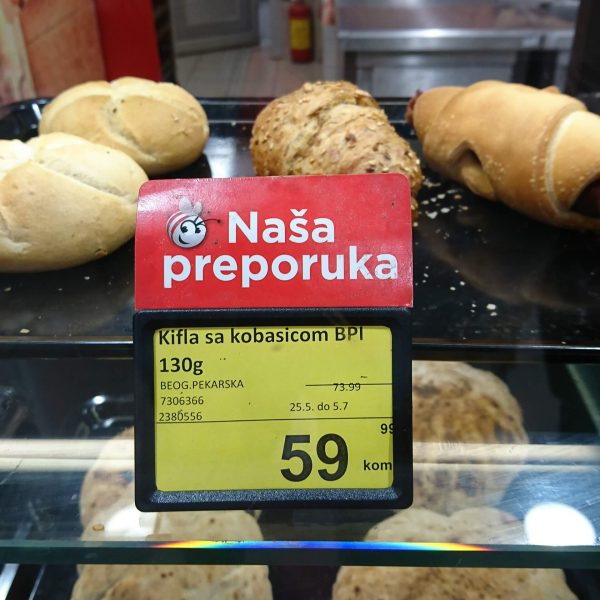 Naša
preporuka
Kifla sa kobasicom BPI
130g
BEOG.PEKARSKA
73.99
7306366
25.5. do 5.7
2380556
59
99
kom